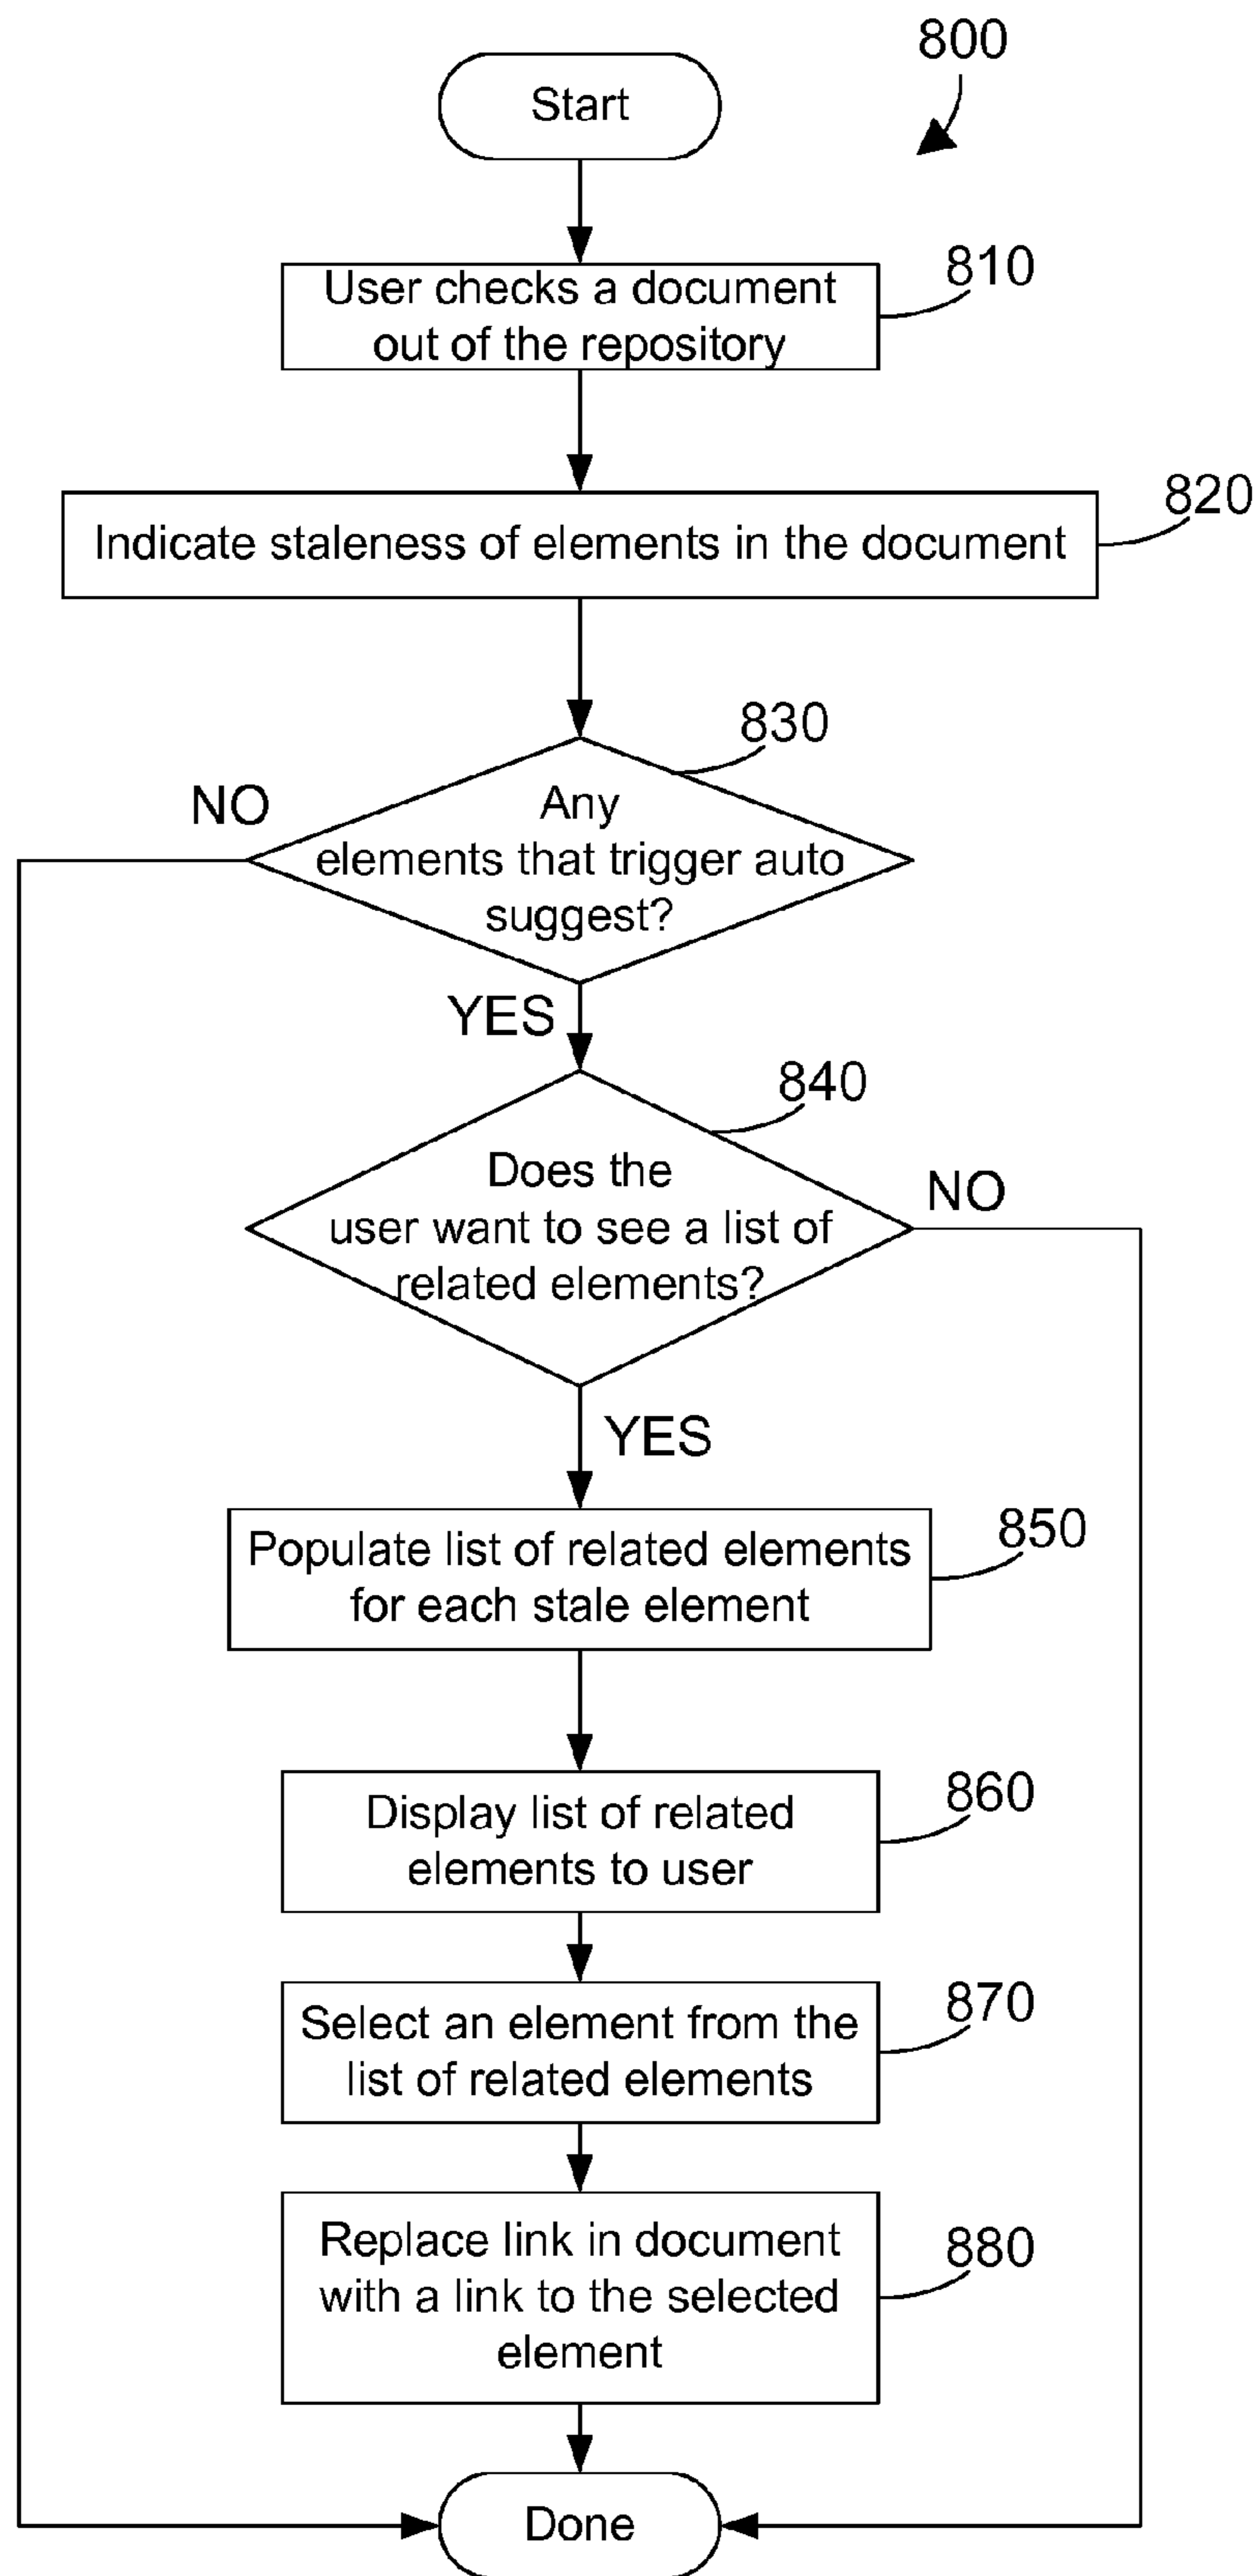 800
Start
810
User checks a document
out of the repository
820
Indicate staleness of elements in the document
830
NO
Any
elements that trigger auto
suggest?
YES
840
Does the
user want to see a list of
related elements?
NO
YES
850
Populate list of related elements
for each stale element
860
Display list of related
elements to user
870
Select an element from the
list of related elements
880
Replace link in document
with a link to the selected
element
Done